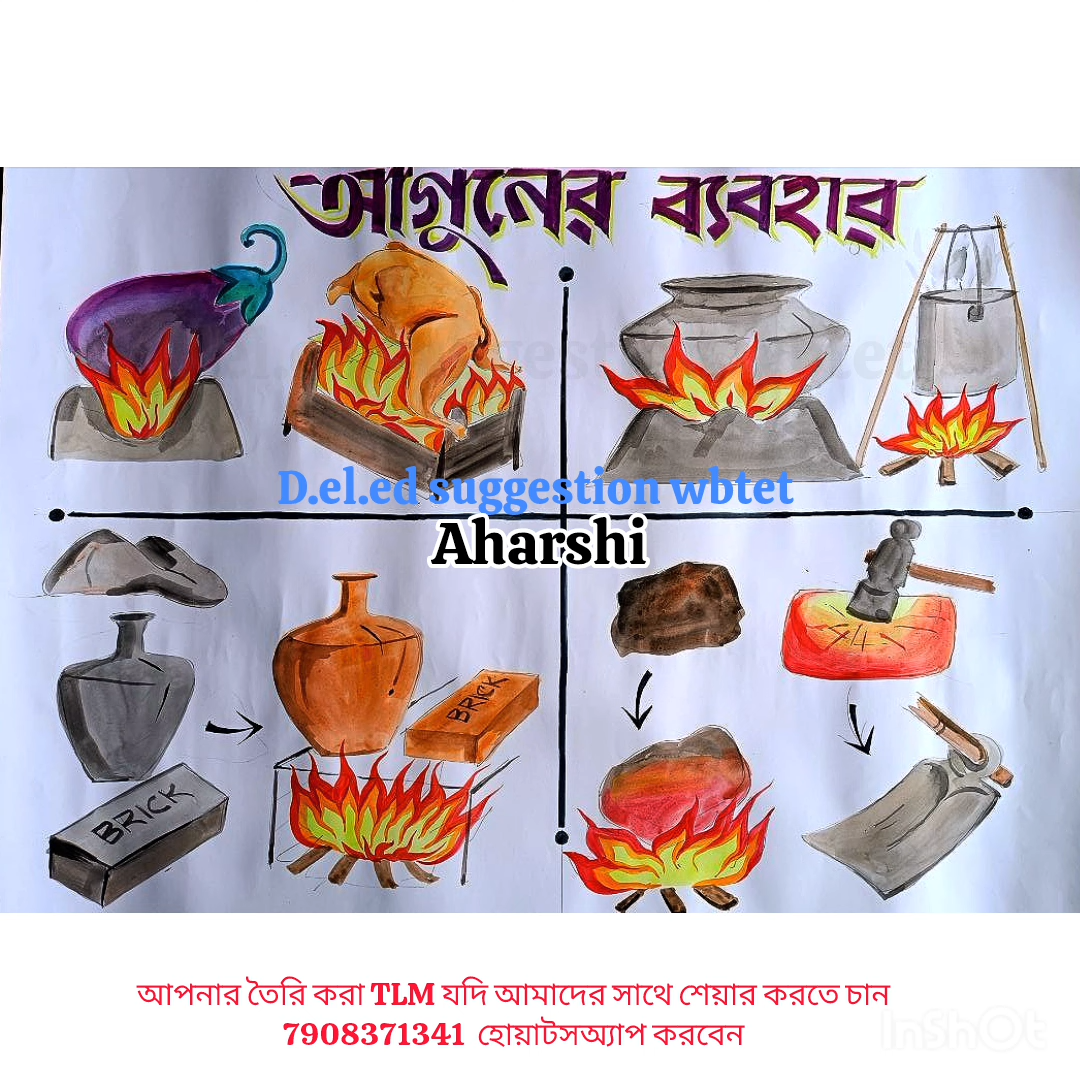 আগুনের ব্যবহার
D.el.ed suggestion wbtet
Aharshi
BRICK
BRICK
আপনার তৈরি করা TLM যদি আমাদের সাথে শেয়ার করতে চান
7908371341 হোয়াটসঅ্যাপ করবেন
InShOt